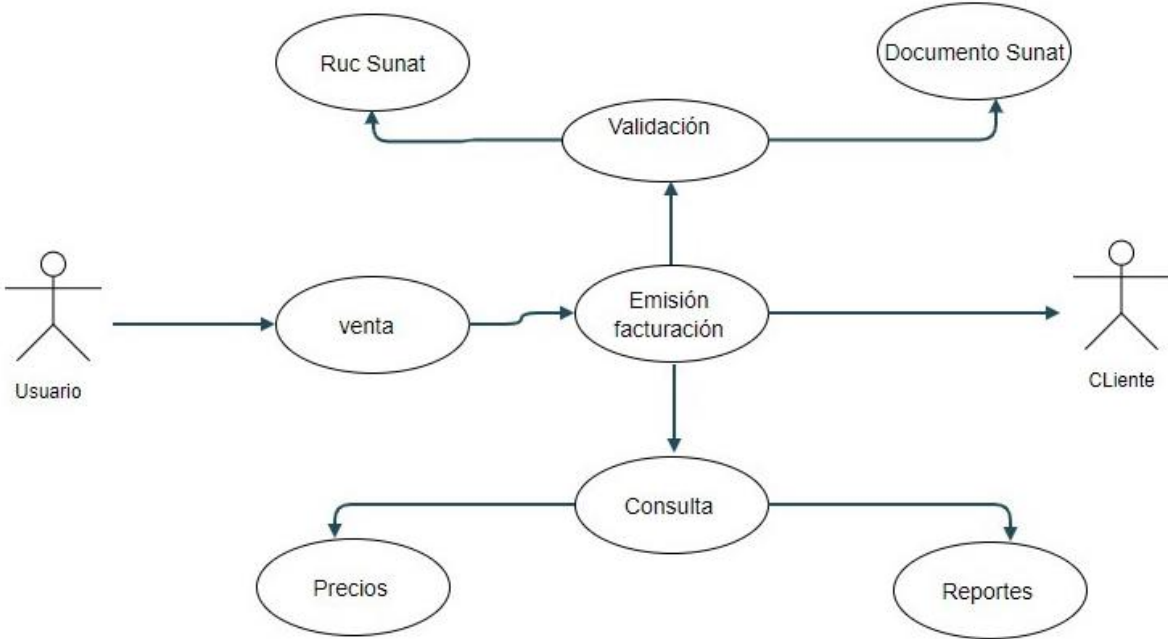 Ruc Sunat
Documento Sunat
Validación
Usuario
venta
Emisión
facturación
CLiente
Consulta
Precios
Reportes